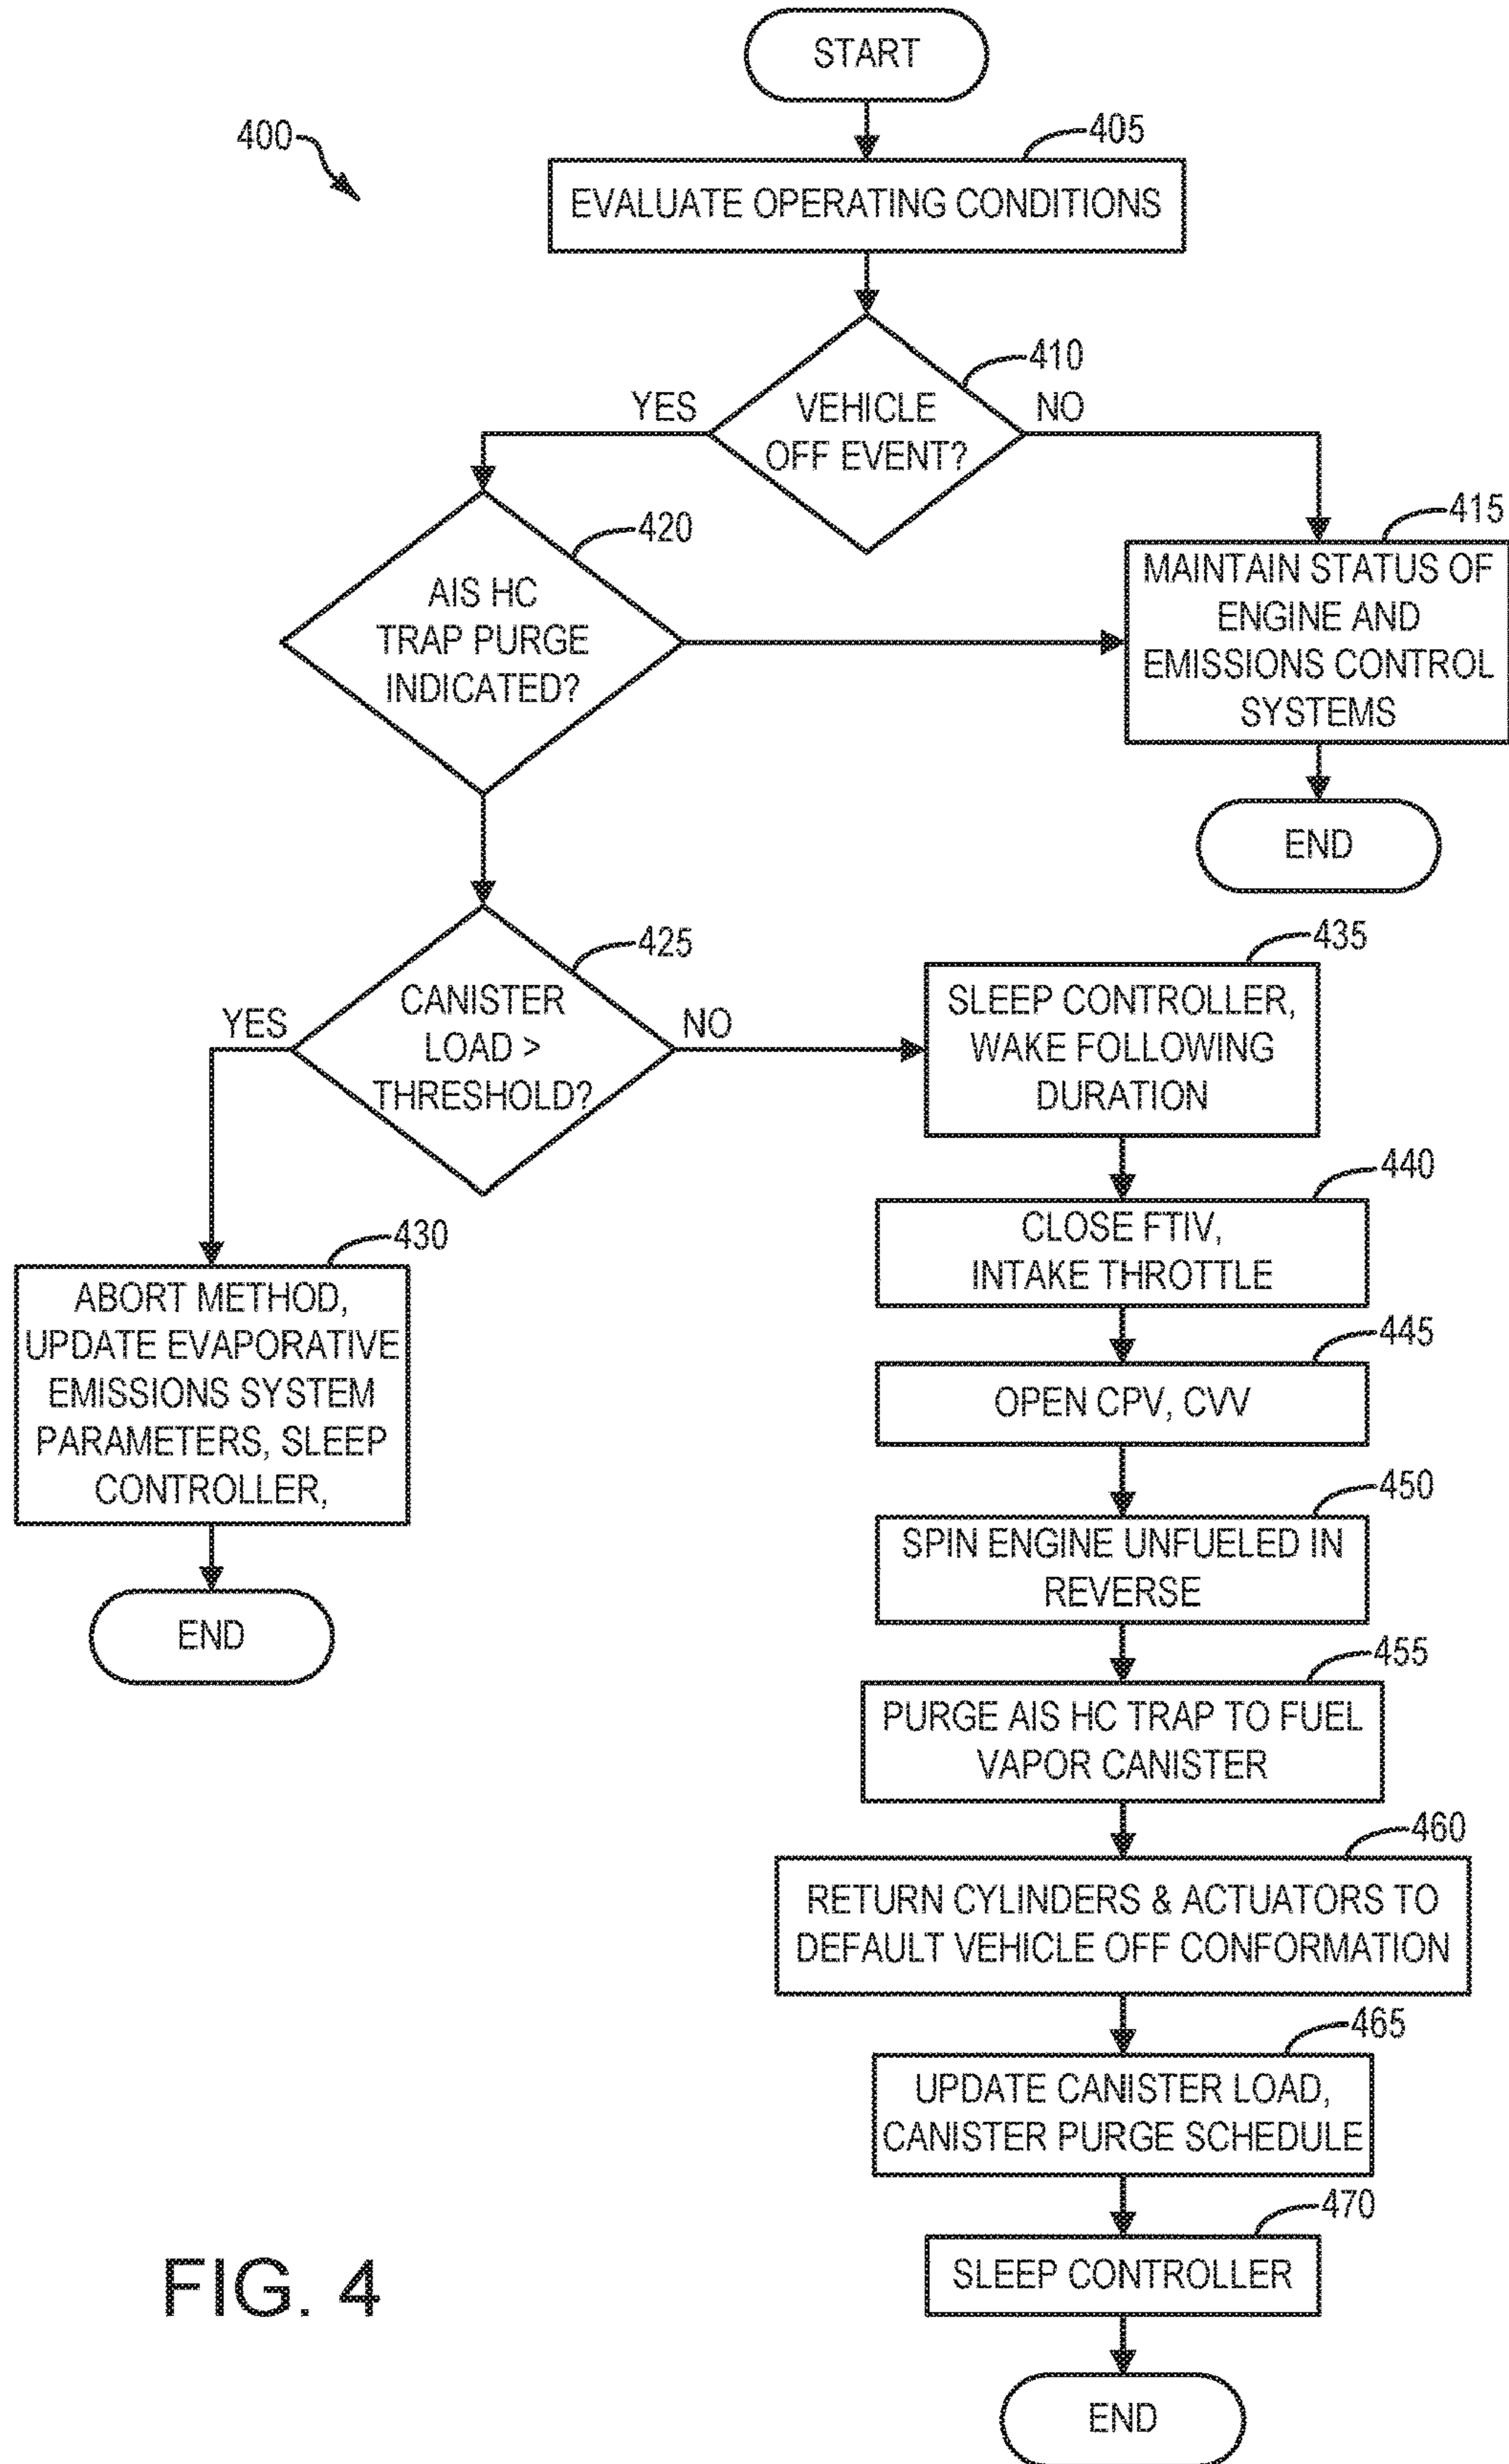 START
400
405
EVALUATE OPERATING CONDITIONS
410
YES
VEHICLE
OFF EVENT?
NO
420
AIS HC
TRAP PURGE
INDICATED?
415
MAINTAIN STATUS OF
ENGINE AND
EMISSIONS CONTROL
SYSTEMS
END
425
YES
CANISTER
LOAD >
THRESHOLD?
NO
435
SLEEP CONTROLLER,
WAKE FOLLOWING
DURATION
430
ABORT METHOD,
UPDATE EVAPORATIVE
EMISSIONS SYSTEM
PARAMETERS, SLEEP
CONTROLLER,
END
440
CLOSE FTIV,
INTAKE THROTTLE
445
OPEN CPV, CVV
450
SPIN ENGINE UNFUELED IN
REVERSE
455
PURGE AIS HC TRAP TO FUEL
VAPOR CANISTER
460
RETURN CYLINDERS & ACTUATORS TO
DEFAULT VEHICLE OFF CONFORMATION
465
UPDATE CANISTER LOAD,
CANISTER PURGE SCHEDULE
470
SLEEP CONTROLLER
END
FIG. 4